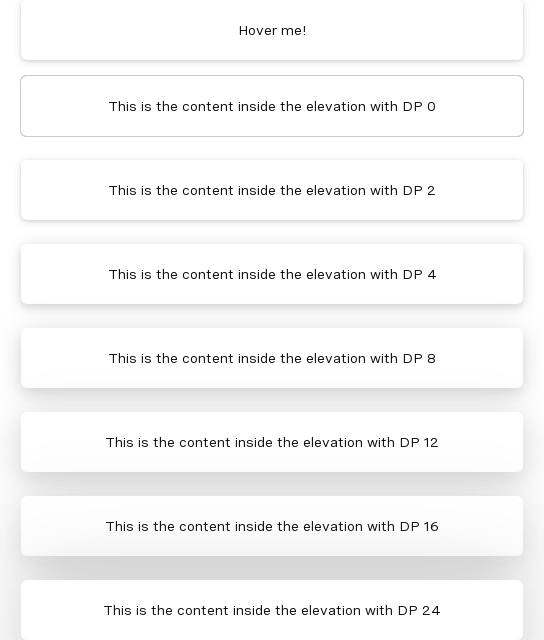 Hover me!
This is the content inside the elevation with DP 0
This is the content inside the elevation with DP 2
This is the content inside the elevation with DP 4
This is the content inside the elevation with DP 8
This is the content inside the elevation with DP 12
This is the content inside the elevation with DP 16
This is the content inside the elevation with DP 24